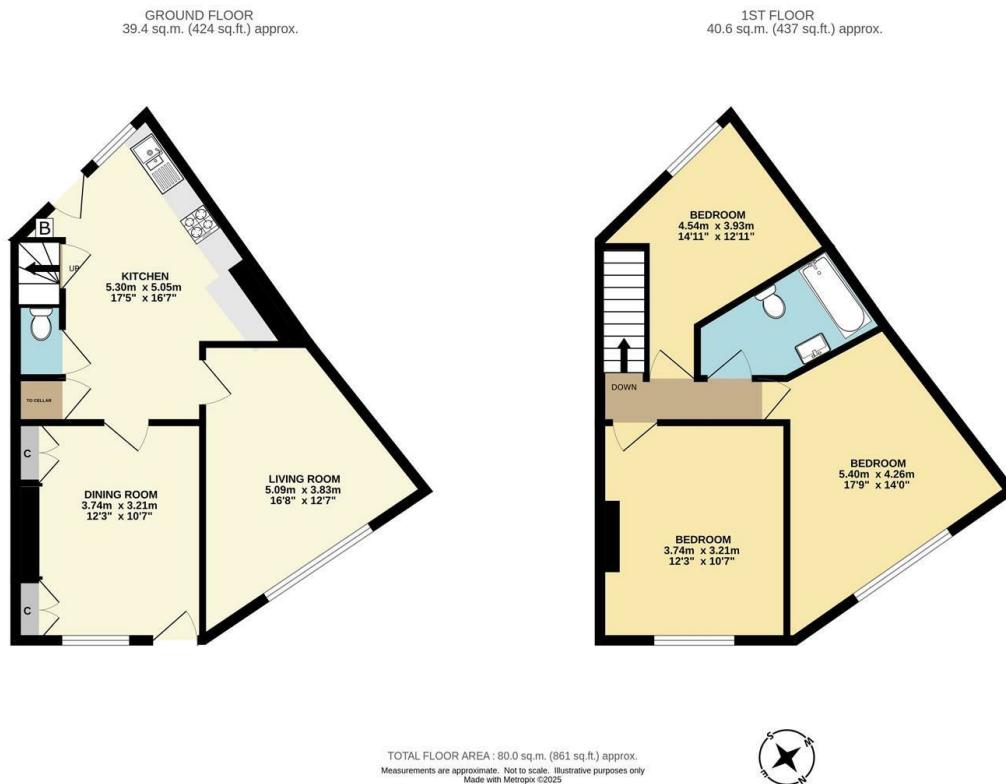 GROUND FLOOR
39.4 sq.m. (424 sq.ft.) approx.
1ST FLOOR
40.6 sq.m. (437 sq.ft.) approx.
B
UP
KITCHEN
5.30m x 5.05m
17'5" x 16'7"
TO CELLAR
C
DINING ROOM
3.74m x 3.21m
12'3" x 10'7"
C
LIVING ROOM
5.09m x 3.83m
16'8" x 12'7"
BEDROOM
4.54m x 3.93m
14'11" x 12'11"
DOWN
BEDROOM
5.40m x 4.26m
17'9" x 14'0"
BEDROOM
3.74m x 3.21m
12'3" x 10'7"
TOTAL FLOOR AREA : 80.0 sq.m. (861 sq.ft.) approx.
Measurements are approximate. Not to scale. Illustrative purposes only
Made with Metropix ©2025
S
W
E
N